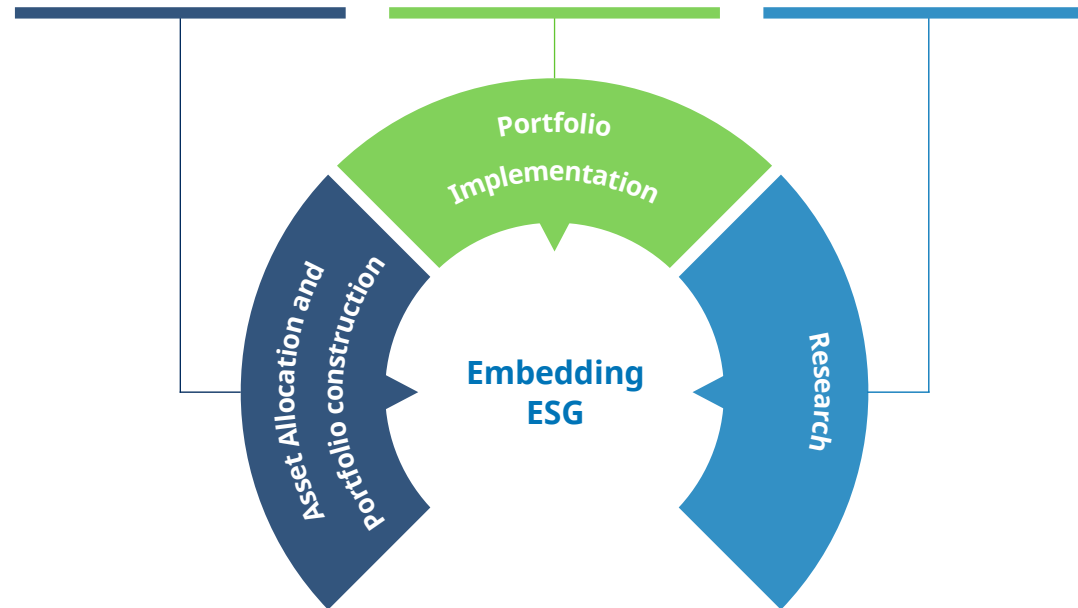 Portfolio
Implementation
Asset Allocation and
Portfolio construction
Embedding
ESG
Research